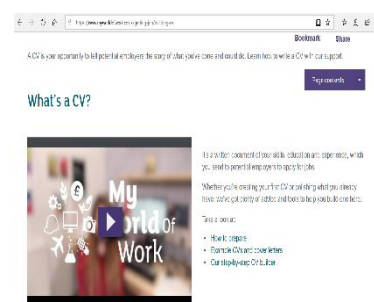 Bookmark Share
A CV is your opportunity to tell potential employers the story of what you've done and could do. Learn how to write a CV with our support.
Page contents
What's a CV?
It's a written document of your skills, education and experience, which
you send to potential employers to apply for jobs.
Whether you're creating your first CV or polishing what you already
have, we've got plenty of advice and tools to help you build one here.
Take a look at:
• How to prepare
• Example CVs and cover letters
• Our step-by-step CV builder
My
World of
Work